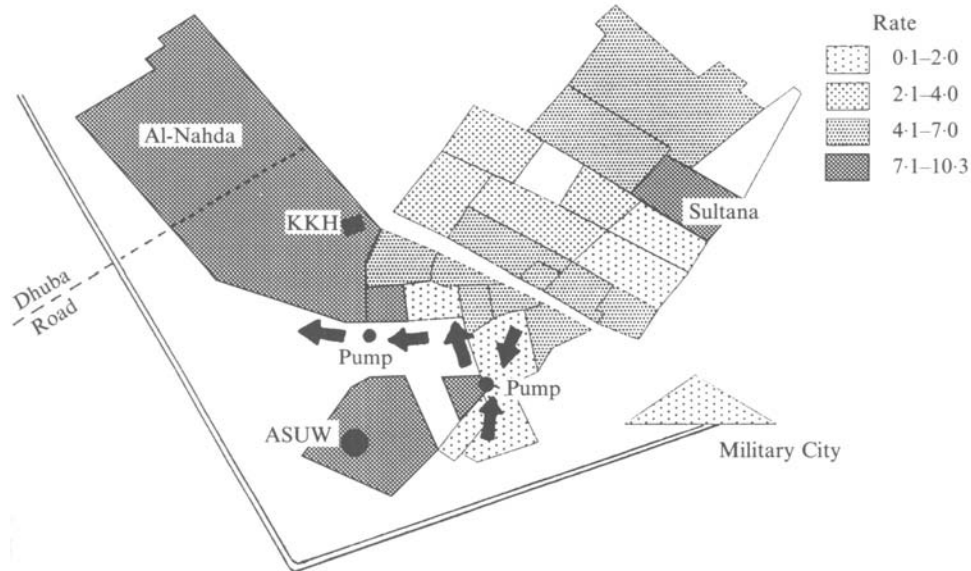 Rate
0·1–2·0
2·1–4·0
4·1–7·0
7·1–10·3
Al-Nahda
KKH
Sultana
Dhuba
Road
Pump
Pump
ASUW
Military City